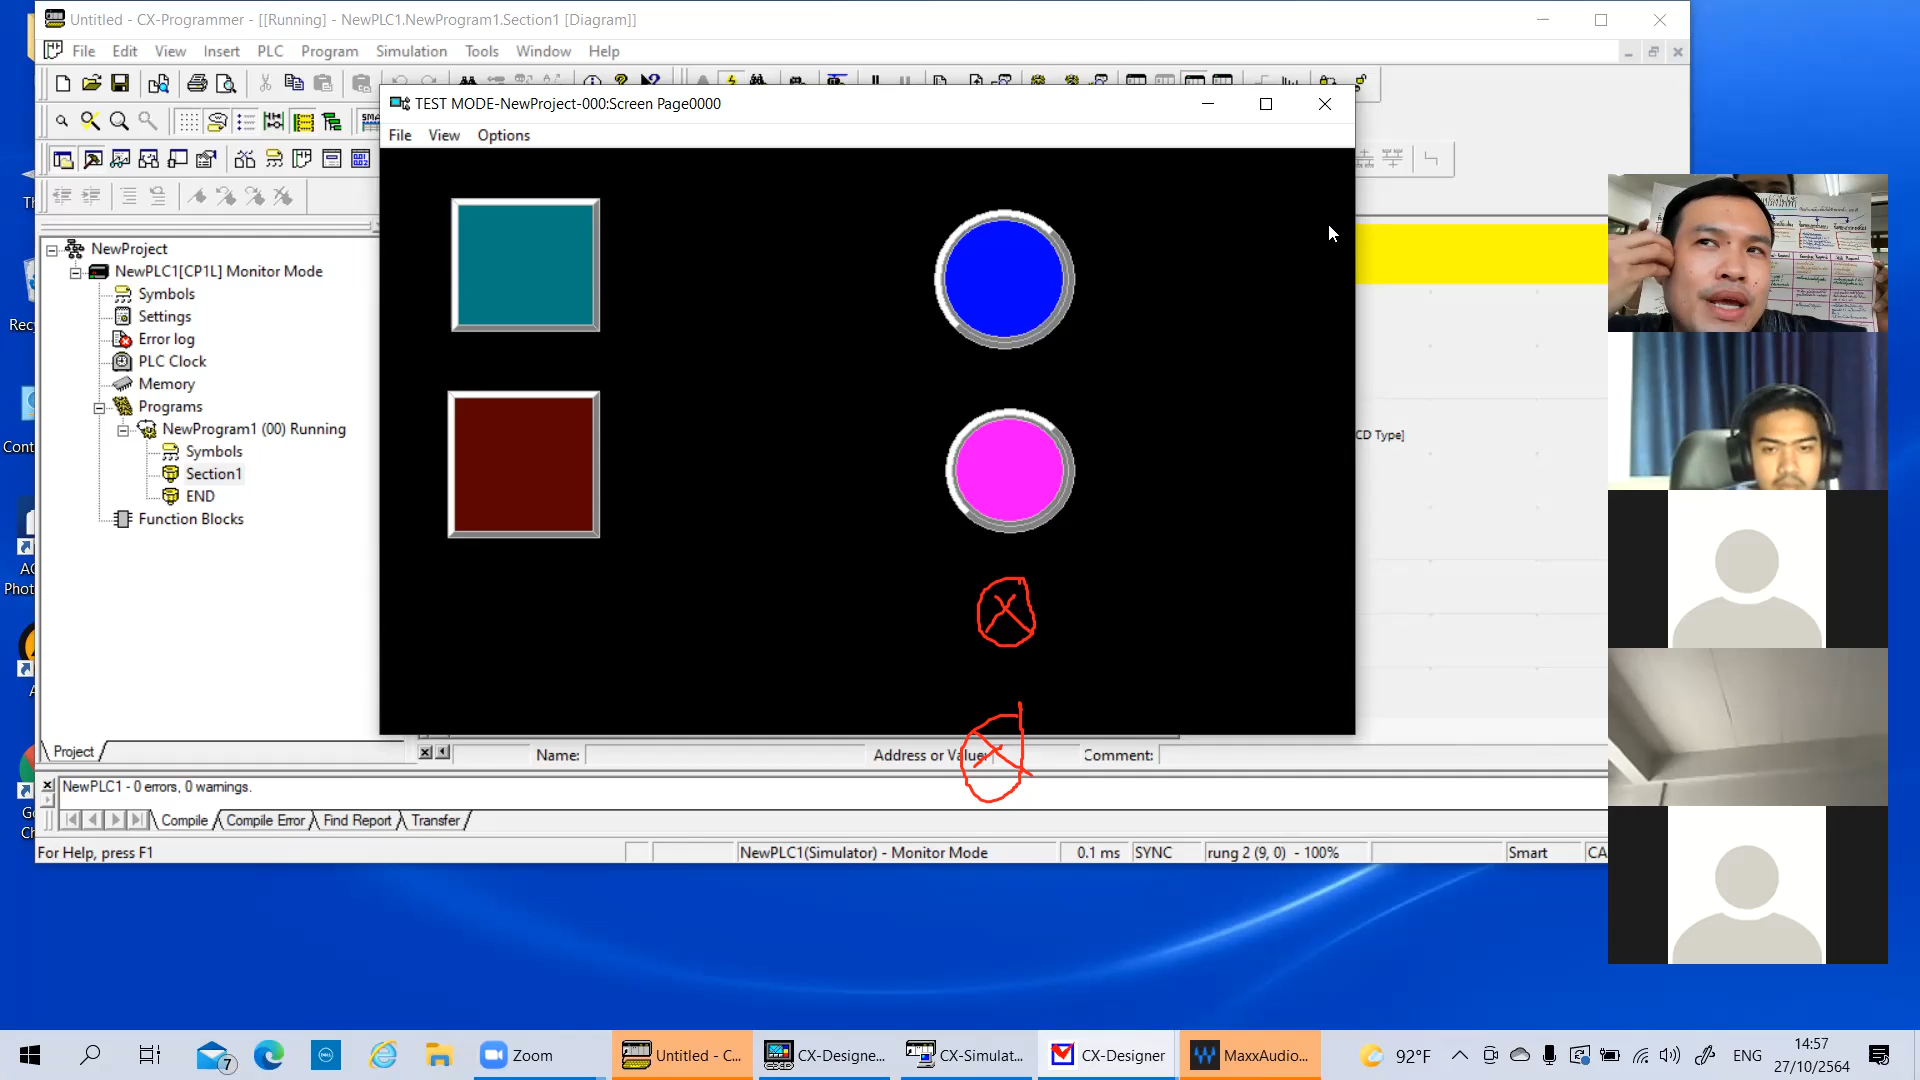 Untitled - CX-Programmer - [[Running] - NewPLC1.NewProgram1.Section1 [Diagram]]
File Edit View Insert PLC Program Simulation Tools Window Help
TEST MODE-NewProject-000:Screen Page0000
File View Options
NewProject
NewPLC1[CP1L] Monitor Mode
Symbols
Settings
Error log
PLC Clock
Memory
Programs
NewProgram1 (00) Running
Symbols
Section1
END
Function Blocks
CD Type]
Project
Name: Address or Value: Comment:
NewPLC1 - 0 errors, 0 warnings.
Compile Compile Error Find Report Transfer
For Help, press F1
NewPLC1(Simulator) - Monitor Mode 0.1 ms SYNC rung 2 (9, 0) - 100% Smart CA
Zoom Untitled - C... CX-Designe... CX-Simulat... CX-Designer MaxxAudio...
7
92°F ENG
14:57
27/10/2564